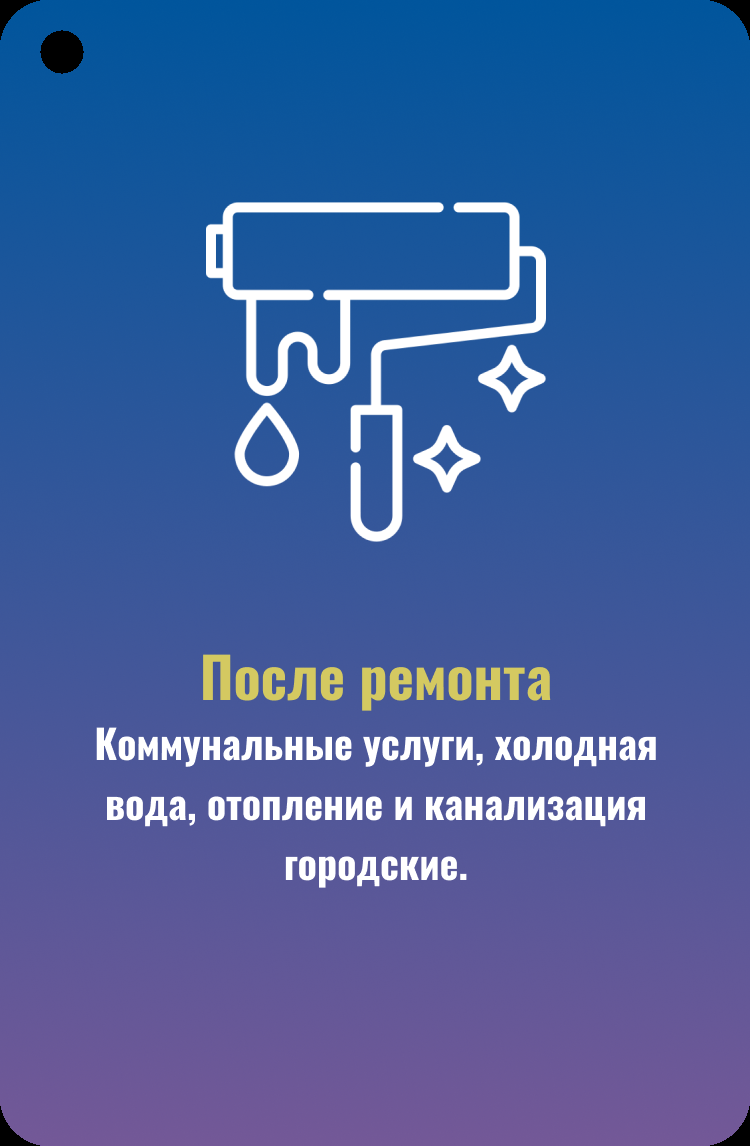 После ремонта
Коммунальные услуги, холодная
вода, отопление и канализация
городские.